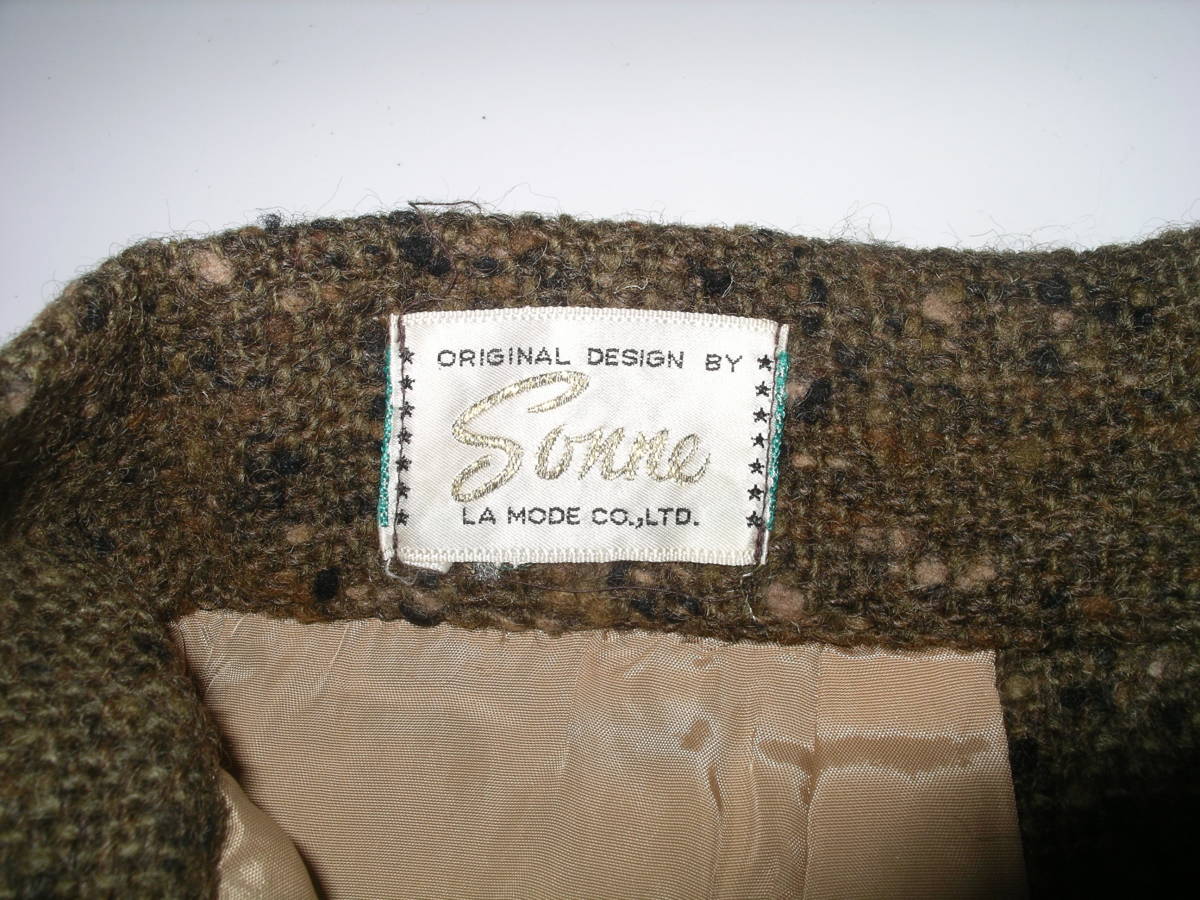 ORIGINAL DESIGN BY
Sonne
LA MODE CO.,LTD.